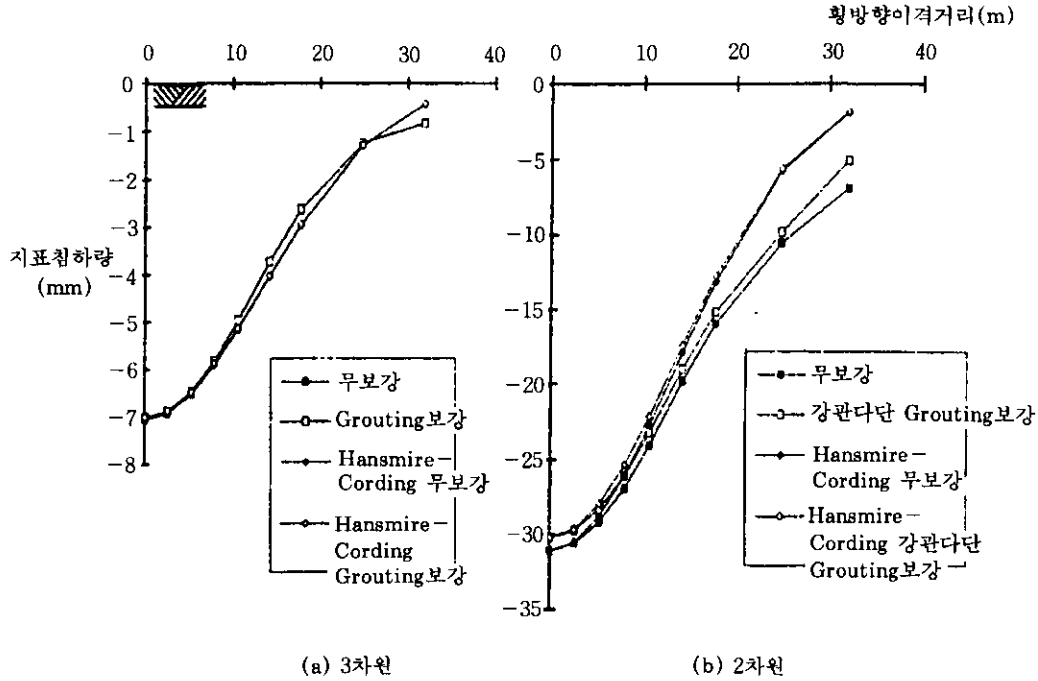 횡방향이격거리(m)
0 10 20 30 40
0 10 20 30 40
0
-1
-2
-3
-4
-5
-6
-7
-8
지표침하량
(mm)
무보강
Grouting보강
Hansmire-
Cording 무보강
Hansmire-
Cording
Grouting보강
0
-5
-10
-15
-20
-25
-30
-35
무보강
강관다단 Grouting보강
Hansmire-
Cording 무보강
Hansmire-
Cording 강관다단
Grouting보강
(a) 3차원
(b) 2차원